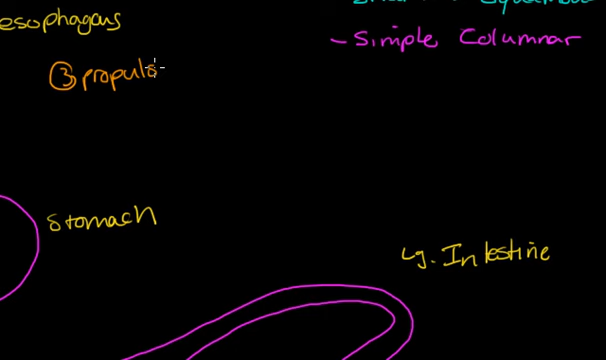 esophagus
- Simple Columnar
③ propuls
Stomach
Lg. Intestine